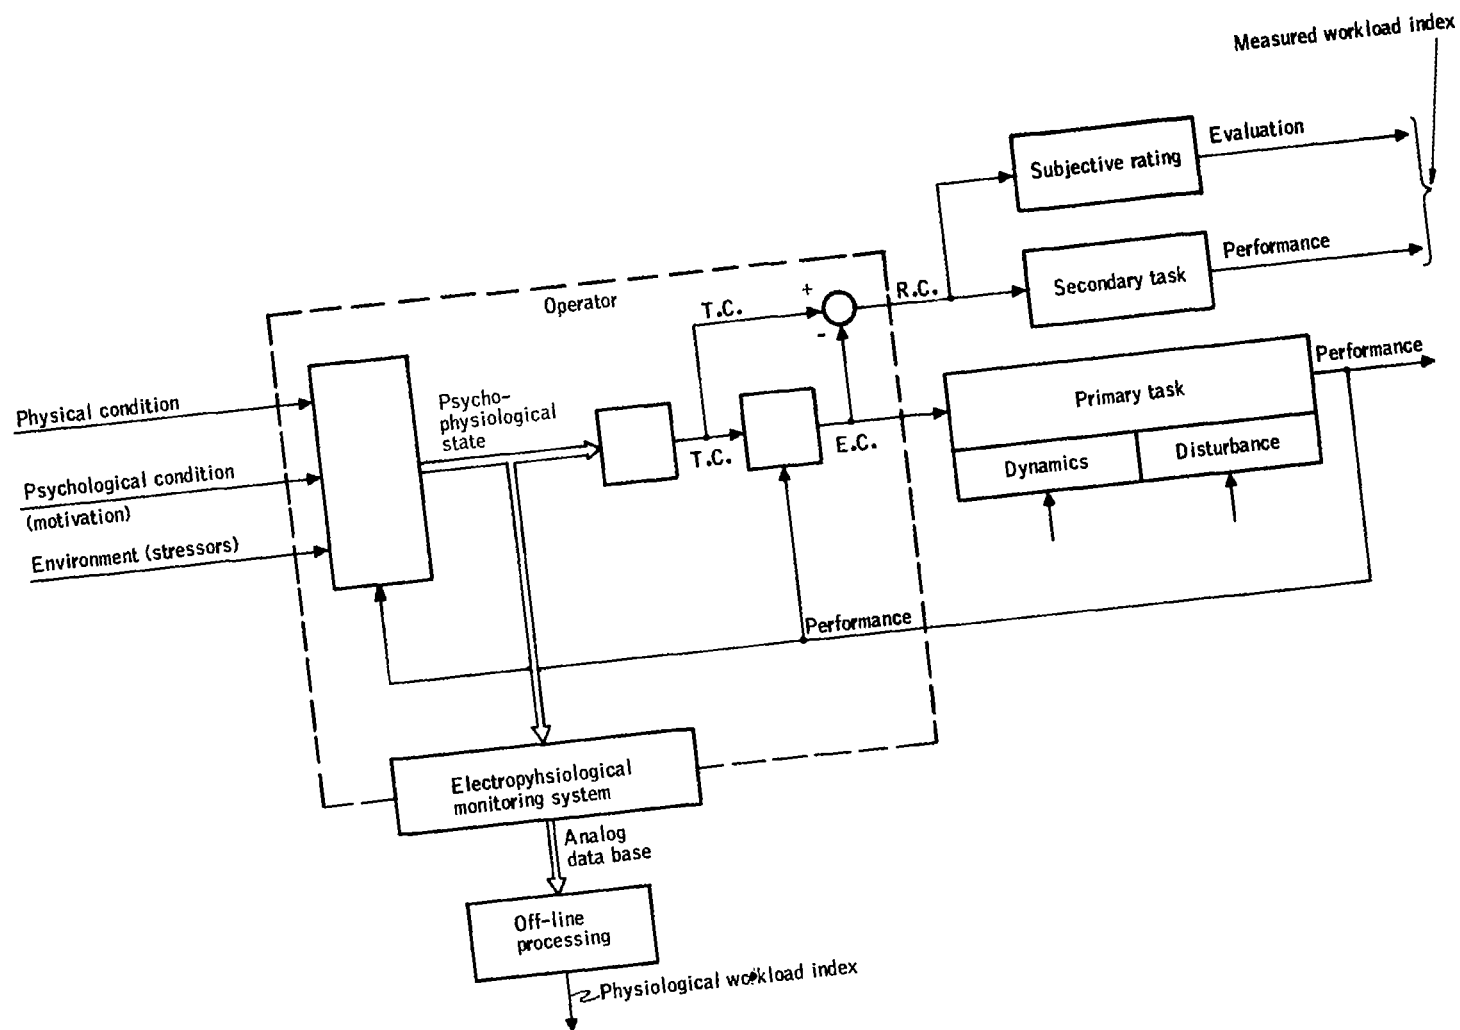 Measured workload index
Subjective rating
Evaluation
Secondary task
Performance
Operator
T.C.
+
-
R.C.
Physical condition
Psychological condition
(motivation)
Environment (stressors)
Psycho-
physiological
state
T.C.
E.C.
Primary task
Dynamics
Disturbance
Performance
Performance
Electropyhsiological
monitoring system
Analog
data base
Off-line
processing
Physiological workload index